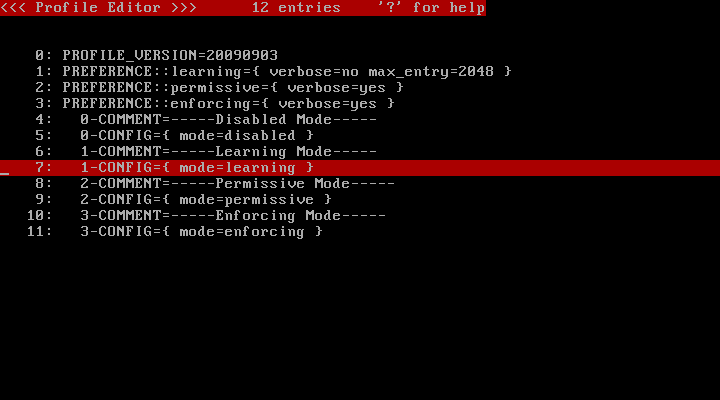 <<< Profile Editor >>>      12 entries    '?' for help
0: PROFILE_VERSION=20090903
1: PREFERENCE::learning={ verbose=no max_entry=2048 }
2: PREFERENCE::permissive={ verbose=yes }
3: PREFERENCE::enforcing={ verbose=yes }
4:   0-COMMENT=-----Disabled Mode-----
5:   0-CONFIG={ mode=disabled }
6:   1-COMMENT=-----Learning Mode-----
7:   1-CONFIG={ mode=learning }
8:   2-COMMENT=-----Permissive Mode-----
9:   2-CONFIG={ mode=permissive }
10:   3-COMMENT=-----Enforcing Mode-----
11:   3-CONFIG={ mode=enforcing }